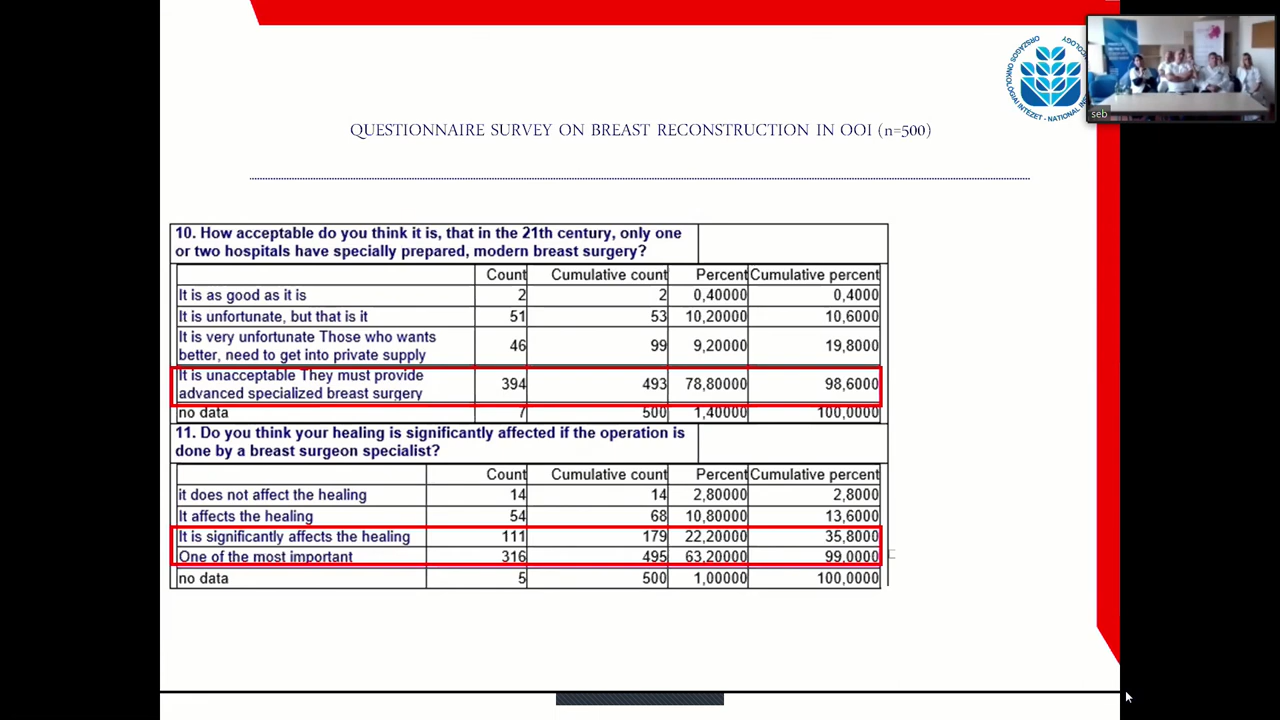 ORSZÁGOS ONKOLÓGIAI INTÉZET - NATIONAL
seb
QUESTIONNAIRE SURVEY ON BREAST RECONSTRUCTION IN OOI (n=500)
10. How acceptable do you think it is, that in the 21th century, only one
or two hospitals have specially prepared, modern breast surgery?
Count Cumulative count Percent Cumulative percent
It is as good as it is 2 2 0,40000 0,4000
It is unfortunate, but that is it 51 53 10,20000 10,6000
It is very unfortunate Those who wants
better, need to get into private supply 46 99 9,20000 19,8000
It is unacceptable They must provide
advanced specialized breast surgery 394 493 78,80000 98,6000
no data 7 500 1,40000 100,0000
11. Do you think your healing is significantly affected if the operation is
done by a breast surgeon specialist?
Count Cumulative count Percent Cumulative percent
it does not affect the healing 14 14 2,80000 2,8000
It affects the healing 54 68 10,80000 13,6000
It is significantly affects the healing 111 179 22,20000 35,8000
One of the most important 316 495 63,20000 99,0000
no data 5 500 1,00000 100,0000